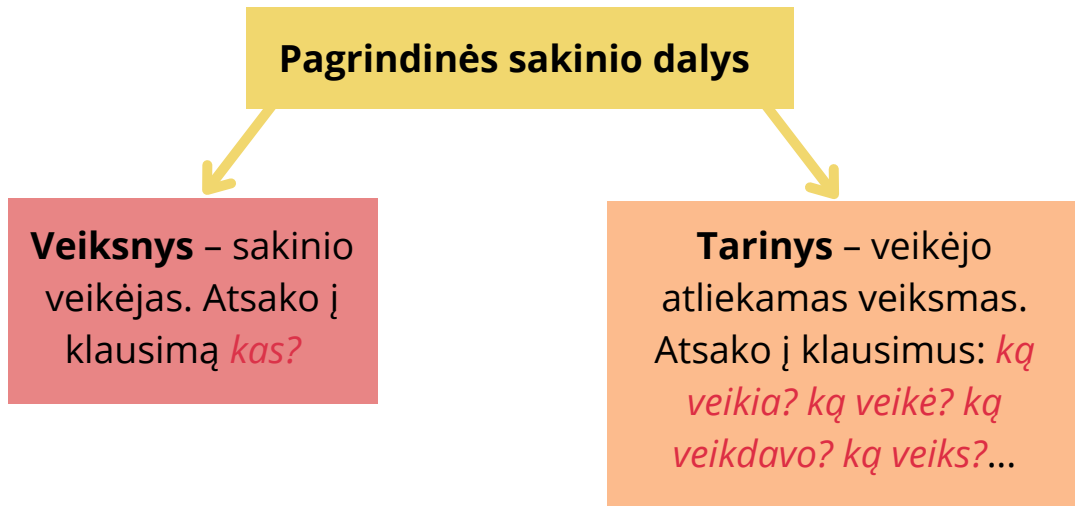 Pagrindinės sakinio dalys
Veiksnys – sakinio
veikėjas. Atsako į
klausimą kas?
Tarinys – veikėjo
atliekamas veiksmas.
Atsako į klausimus: ką
veikia? ką veikė? ką
veikdavo? ką veiks?...